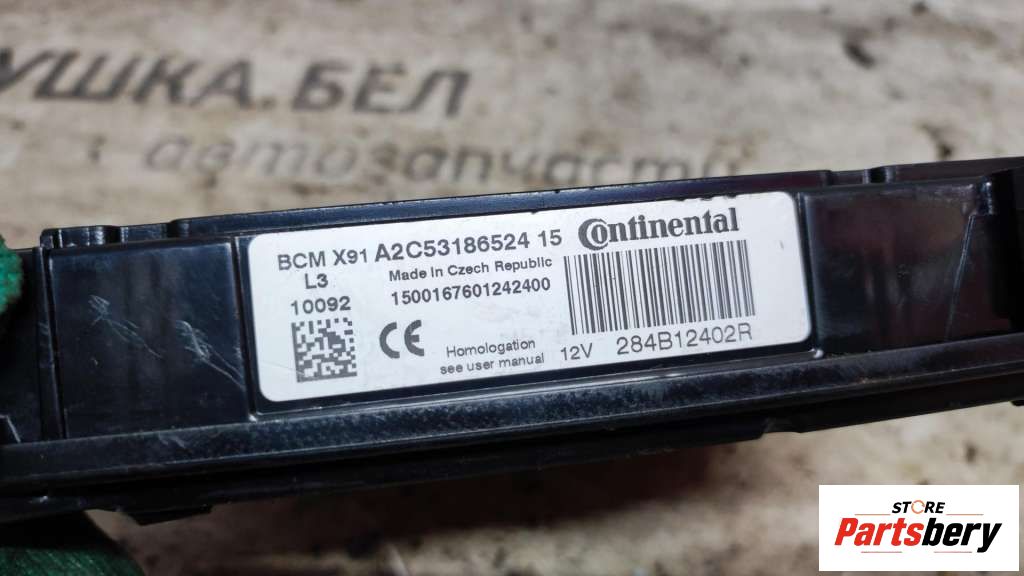 УШКА.БЕЛ
автозапчасти
BCM X91 A2C53186524 15 Continental
L3 Made in Czech Republic
10092 1500167601242400
CE Homologation 12V 284B12402R
see user manual
STORE
Partsbery